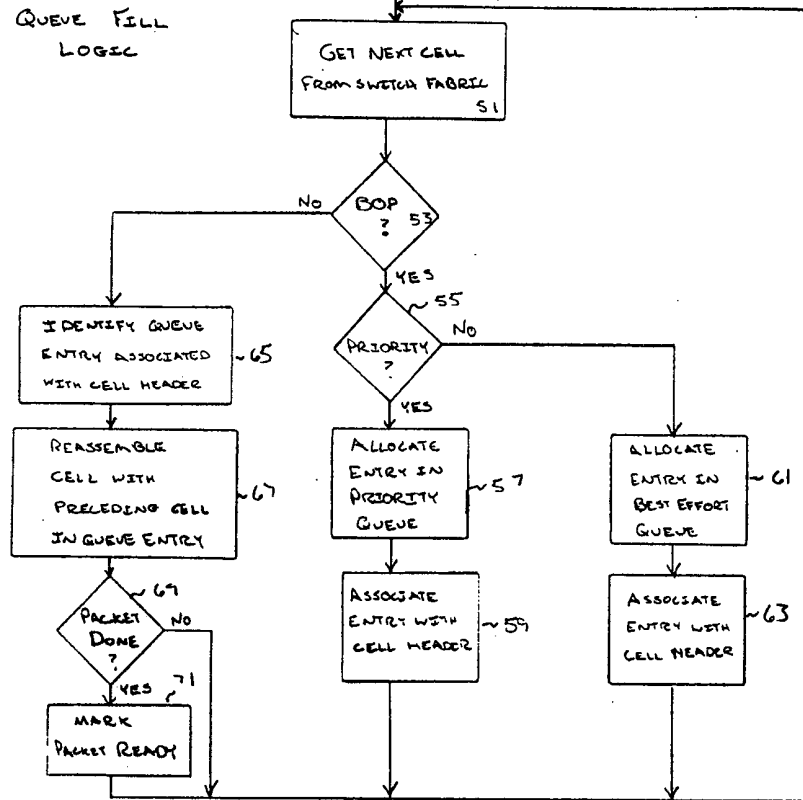 QUEUE FILL
LOGIC
GET NEXT CELL
FROM SWITCH FABRIC
51
BOP
?
53
NO
YES
55
PRIORITY
?
NO
YES
IDENTIFY QUEUE
ENTRY ASSOCIATED
WITH CELL HEADER
65
REASSEMBLE
CELL WITH
PRECEDING CELL
IN QUEUE ENTRY
67
ALLOCATE
ENTRY IN
PRIORITY
QUEUE
57
ALLOCATE
ENTRY IN
BEST EFFORT
QUEUE
61
69
PACKET
DONE
?
NO
YES
ASSOCIATE
ENTRY WITH
CELL HEADER
59
ASSOCIATE
ENTRY WITH
CELL HEADER
63
71
MARK
PACKET READY